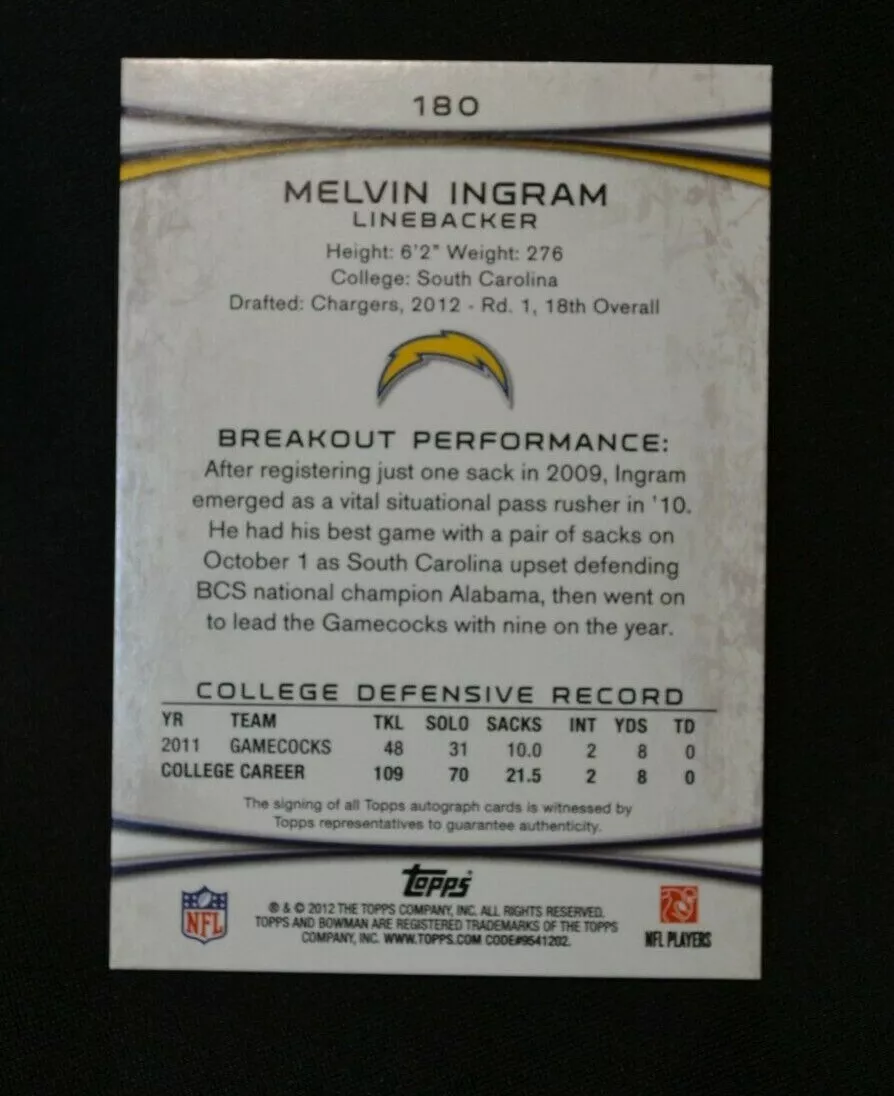 180
MELVIN INGRAM
LINEBACKER
Height: 6'2" Weight: 276
College: South Carolina
Drafted: Chargers, 2012 - Rd. 1, 18th Overall
BREAKOUT PERFORMANCE:
After registering just one sack in 2009, Ingram
emerged as a vital situational pass rusher in '10.
He had his best game with a pair of sacks on
October 1 as South Carolina upset defending
BCS national champion Alabama, then went on
to lead the Gamecocks with nine on the year.
COLLEGE DEFENSIVE RECORD
YR TEAM TKL SOLO SACKS INT YDS TD
2011 GAMECOCKS 48 31 10.0 2 8 0
COLLEGE CAREER 109 70 21.5 2 8 0
The signing of all Topps autograph cards is witnessed by
Topps representatives to guarantee authenticity.
Topps
® & © 2012 THE TOPPS COMPANY, INC. ALL RIGHTS RESERVED.
TOPPS AND BOWMAN ARE REGISTERED TRADEMARKS OF THE TOPPS
COMPANY, INC. WWW.TOPPS.COM CODE#9541202.
NFL
NFL PLAYERS